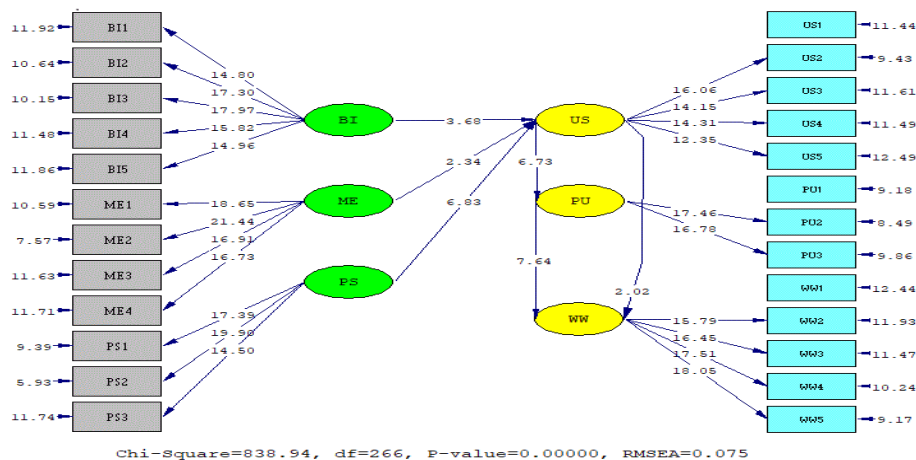 11.92 BI1
10.64 BI2
10.15 BI3
11.48 BI4
11.86 BI5
10.59 ME1
7.57 ME2
11.63 ME3
11.71 ME4
9.39 PS1
5.93 PS2
11.74 PS3
14.80
17.30
17.97
15.82
14.96
18.65
21.44
16.91
16.73
17.39
19.90
14.50
BI
ME
PS
3.68
2.34
6.83
US
6.73
PU
7.64
WW
2.02
16.06
14.15
14.31
12.35
17.46
16.78
15.79
16.45
17.51
18.05
US1 11.44
US2 9.43
US3 11.61
US4 11.49
US5 12.49
PU1 9.18
PU2 8.49
PU3 9.86
WW1 12.44
WW2 11.93
WW3 11.47
WW4 10.24
WW5 9.17
Chi-Square=838.94, df=266, P-value=0.00000, RMSEA=0.075